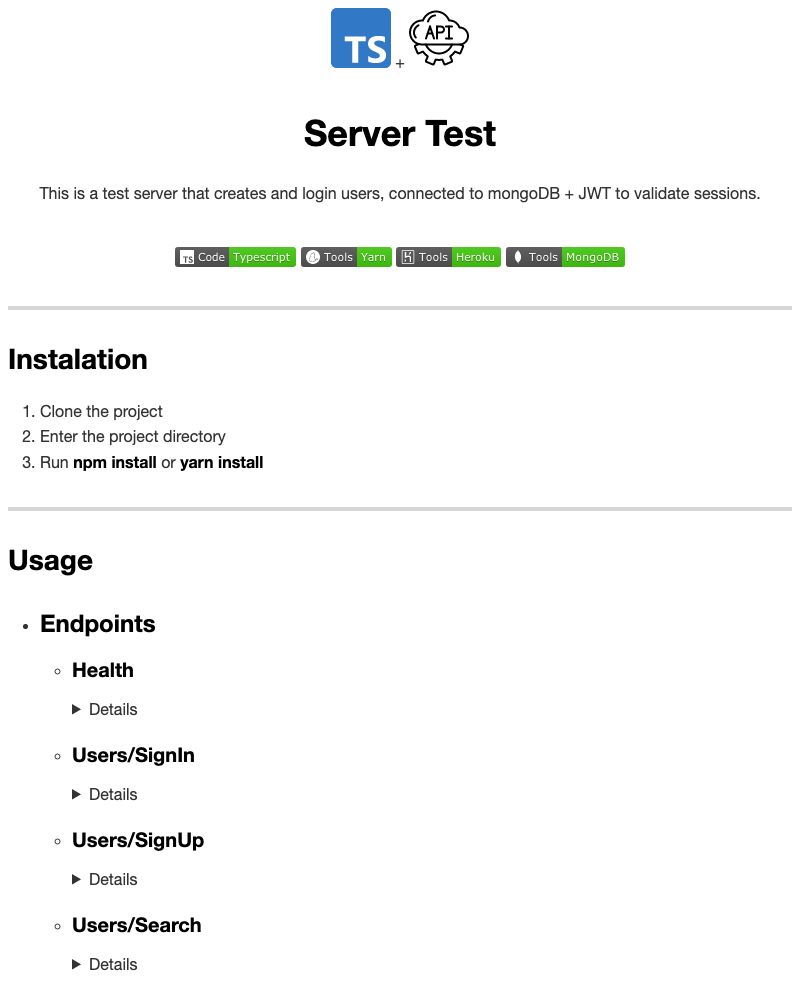 TS + API
Server Test
This is a test server that creates and login users, connected to mongoDB + JWT to validate sessions.
TS Code Typescript Tools Yarn Tools Heroku Tools MongoDB
Instalation
1. Clone the project
2. Enter the project directory
3. Run npm install or yarn install
Usage
• Endpoints
◦ Health
▶ Details
◦ Users/SignIn
▶ Details
◦ Users/SignUp
▶ Details
◦ Users/Search
▶ Details